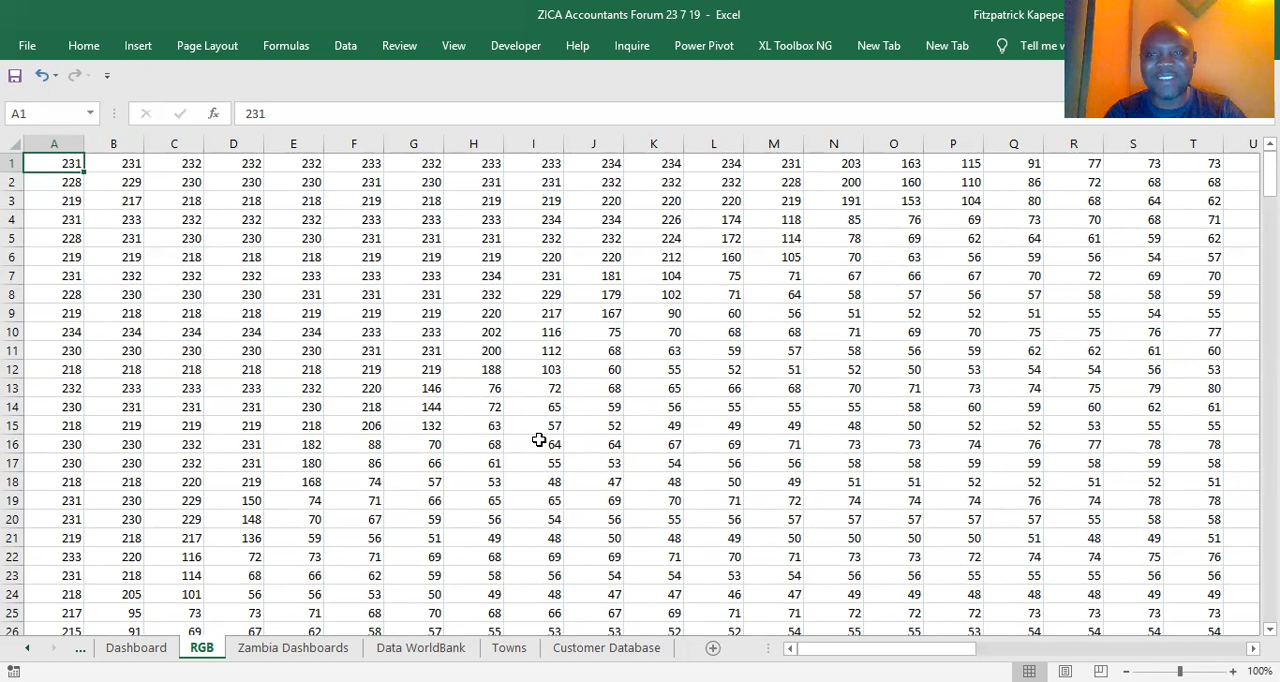 ZICA Accountants Forum 23 7 19 - Excel Fitzpatrick Kapepe
File Home Insert Page Layout Formulas Data Review View Developer Help Inquire Power Pivot XL Toolbox NG New Tab New Tab Tell me
A1 fx 231
A B C D E F G H I J K L M N O P Q R S T U
1 231 231 232 232 233 233 232 233 233 234 234 234 231 203 163 115 91 77 73 73
2 228 229 230 230 230 231 230 231 231 232 232 232 228 200 160 110 86 72 68 68
3 219 217 218 218 218 219 218 219 219 220 220 220 219 191 153 104 80 68 64 62
4 231 233 232 232 233 233 233 234 234 226 174 118 85 76 69 73 70 68 71
5 228 231 230 230 230 231 231 231 232 232 224 172 114 78 69 62 64 61 59 62
6 219 219 218 218 218 219 219 219 220 220 212 160 105 70 63 56 59 56 54 57
7 231 232 232 232 233 233 233 234 231 181 104 75 71 67 66 67 70 72 69 70
8 228 230 230 230 231 231 231 232 229 179 102 71 64 58 57 56 57 58 58 59
9 219 218 218 218 219 219 219 220 217 167 90 60 56 51 52 52 51 55 54 55
10 234 234 234 234 234 233 233 202 116 75 70 68 68 71 69 70 75 75 76 77
11 230 230 230 230 230 231 231 200 112 68 63 59 57 58 56 59 62 62 61 60
12 218 218 218 218 218 219 219 188 103 60 55 52 51 52 50 53 54 54 56 53
13 232 233 233 233 232 220 146 76 72 68 65 66 68 70 71 73 74 75 79 80
14 230 231 231 231 230 218 144 72 65 59 56 55 55 55 58 60 59 60 62 61
15 218 219 219 219 218 206 132 63 57 52 49 49 49 48 50 52 52 53 55 55
16 230 230 232 231 182 88 70 68 64 64 67 69 71 73 73 74 76 77 78 78
17 230 230 232 231 180 86 66 61 55 53 54 56 56 58 58 59 59 58 59 58
18 218 218 220 219 168 74 57 53 48 47 48 50 49 51 51 52 52 51 52 51
19 231 230 229 150 74 71 66 65 65 69 70 71 72 74 74 74 76 74 78 78
20 231 230 229 148 70 67 59 56 54 56 55 56 57 57 57 57 57 55 58 58
21 219 218 217 136 59 56 51 49 48 50 48 49 50 50 50 50 51 48 49 51
22 233 220 116 72 73 71 69 68 69 69 71 70 71 73 73 72 74 74 75 76
23 231 218 114 68 66 62 59 58 56 54 54 53 54 56 56 55 55 55 56 56
24 218 205 101 56 56 53 50 49 48 47 47 46 47 49 49 48 48 48 49 49
25 217 95 73 73 71 68 70 68 66 67 69 71 71 72 72 72 73 73 73 73
26 215 91 69 67 62 58 57 55 53 53 52 52 54 55 55 54 54 54 54 54
... Dashboard RGB Zambia Dashboards Data WorldBank Towns Customer Database
100%